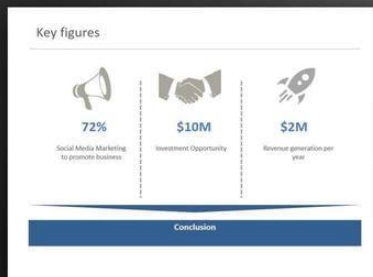 Key figures
72%
Social Media Marketing
to promote business
$10M
Investment Opportunity
$2M
Revenue generation per
year
Conclusion